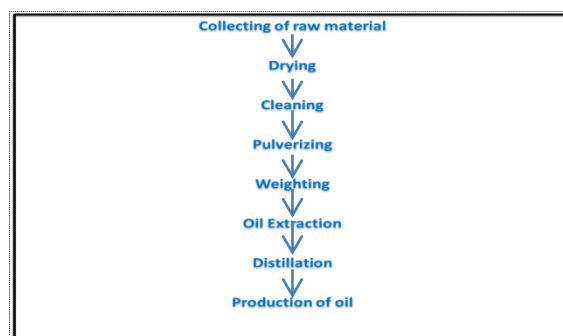 Collecting of raw material
Drying
Cleaning
Pulverizing
Weighting
Oil Extraction
Distillation
Production of oil